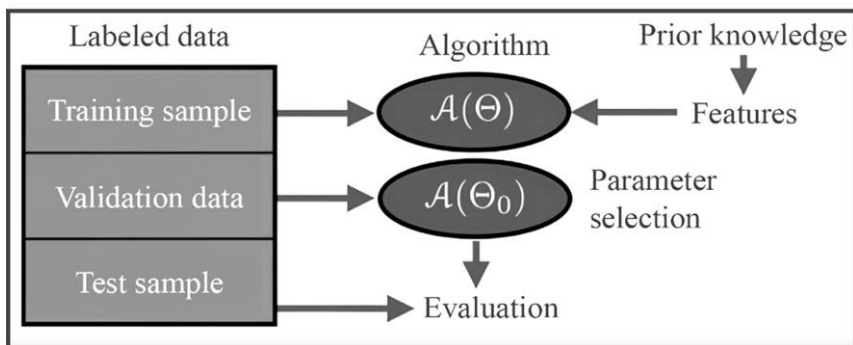 Labeled data
Algorithm
Prior knowledge
Training sample
𝒜(Θ)
Features
Validation data
𝒜(Θ₀)
Parameter
selection
Test sample
Evaluation